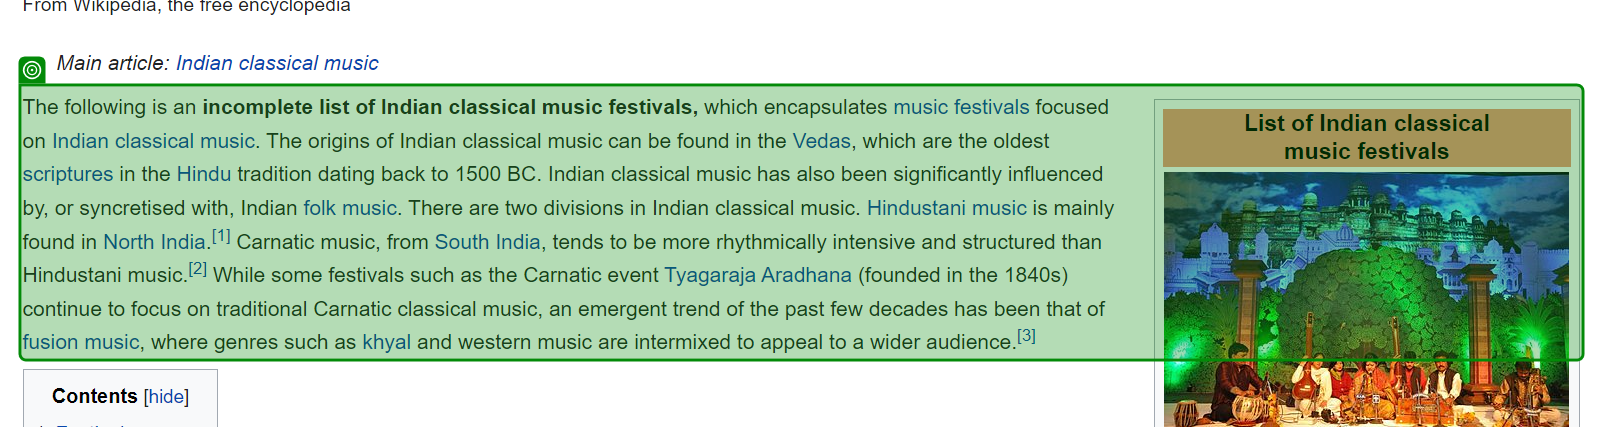 From Wikipedia, the free encyclopedia
Main article: Indian classical music
The following is an incomplete list of Indian classical music festivals, which encapsulates music festivals focused
on Indian classical music. The origins of Indian classical music can be found in the Vedas, which are the oldest
scriptures in the Hindu tradition dating back to 1500 BC. Indian classical music has also been significantly influenced
by, or syncretised with, Indian folk music. There are two divisions in Indian classical music. Hindustani music is mainly
found in North India.[1] Carnatic music, from South India, tends to be more rhythmically intensive and structured than
Hindustani music.[2] While some festivals such as the Carnatic event Tyagaraja Aradhana (founded in the 1840s)
continue to focus on traditional Carnatic classical music, an emergent trend of the past few decades has been that of
fusion music, where genres such as khyal and western music are intermixed to appeal to a wider audience.[3]
List of Indian classical
music festivals
Contents [hide]